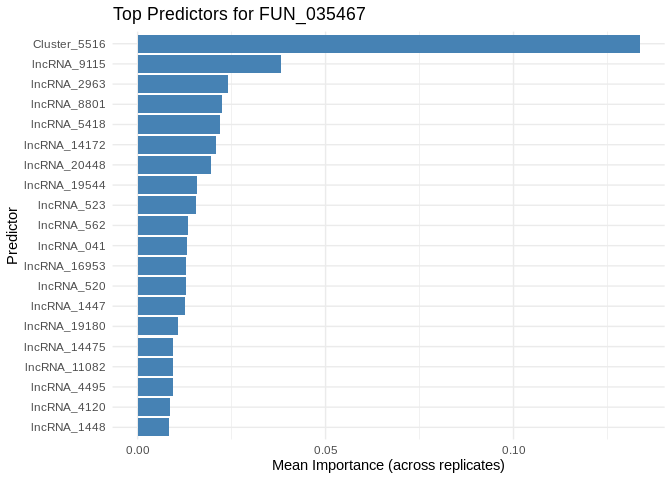 Top Predictors for FUN_035467
Predictor
Cluster_5516
lncRNA_9115
lncRNA_2963
lncRNA_8801
lncRNA_5418
lncRNA_14172
lncRNA_20448
lncRNA_19544
lncRNA_523
lncRNA_562
lncRNA_041
lncRNA_16953
lncRNA_520
lncRNA_1447
lncRNA_19180
lncRNA_14475
lncRNA_11082
lncRNA_4495
lncRNA_4120
lncRNA_1448
0.00 0.05 0.10
Mean Importance (across replicates)